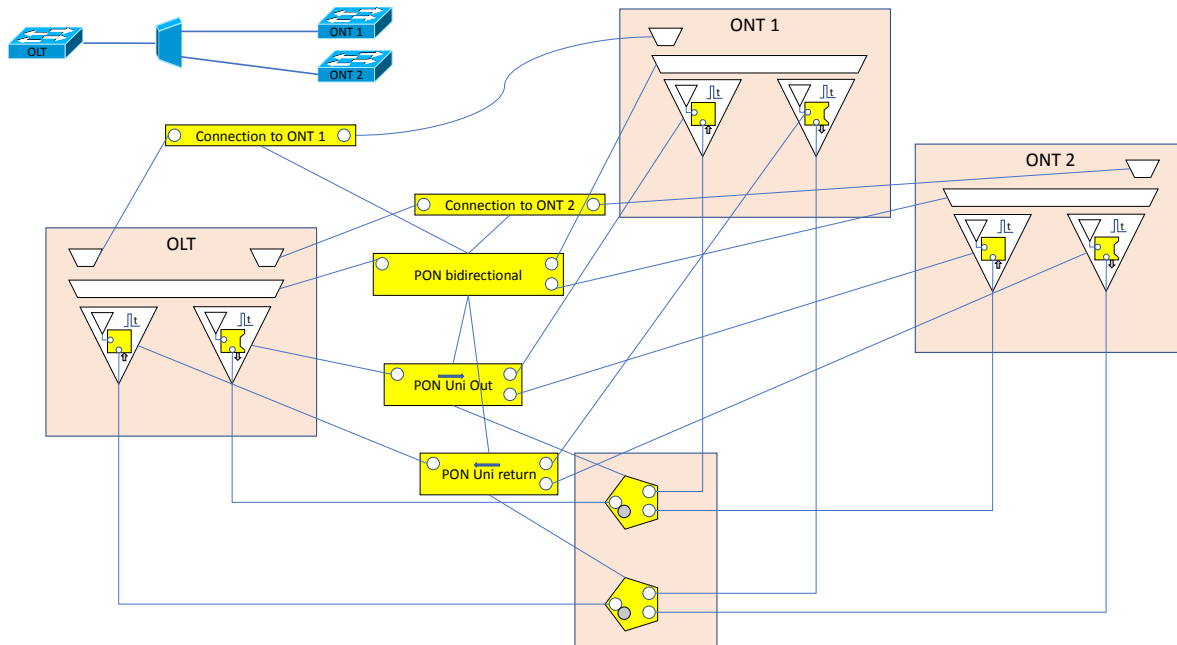 OLT
ONT 1
ONT 2
ONT 1
t
t
Connection to ONT 1
ONT 2
Connection to ONT 2
t
t
OLT
PON bidirectional
t
t
PON Uni Out
PON Uni return